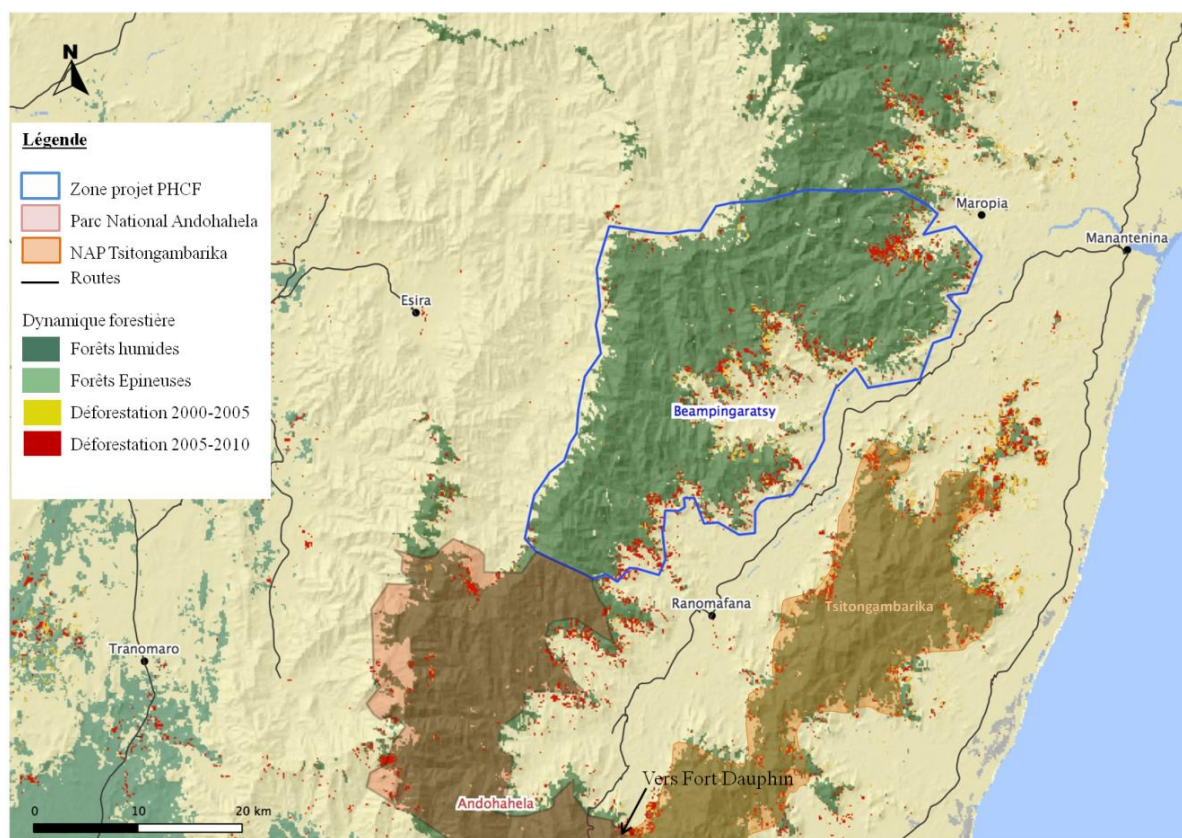 N
Légende
Zone projet PHCF
Parc National Andohahela
NAP Tsitongambarika
Routes
Dynamique forestière
Forêts humides
Forêts Epineuses
Déforestation 2000-2005
Déforestation 2005-2010
Maropia
Manantenina
Esira
Beampingaratsy
Ranomafana
Tsitongambarika
Tranomaro
Vers Fort Dauphin
Andohahela
0 10 20 km